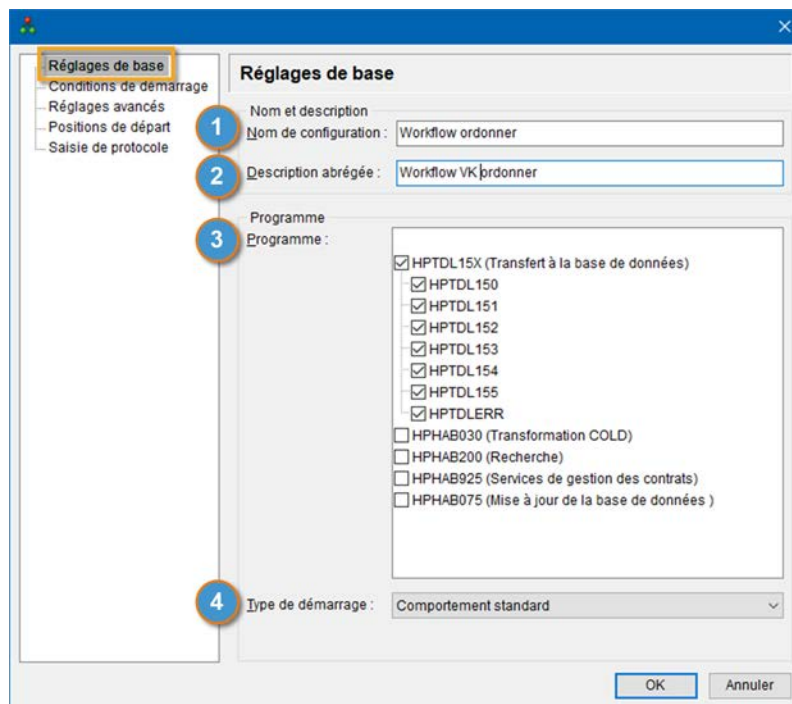 Réglages de base
Conditions de démarrage
Réglages avancés
Positions de départ
Saisie de protocole
Réglages de base
Nom et description
1 Nom de configuration : Workflow ordonner
2 Description abrégée : Workflow VK ordonner
Programme
3 Programme :
HPTDL15X (Transfert à la base de données)
HPTDL150
HPTDL151
HPTDL152
HPTDL153
HPTDL154
HPTDL155
HPTDLERR
HPHAB030 (Transformation COLD)
HPHAB200 (Recherche)
HPHAB925 (Services de gestion des contrats)
HPHAB075 (Mise à jour de la base de données )
4 Type de démarrage : Comportement standard
OK Annuler